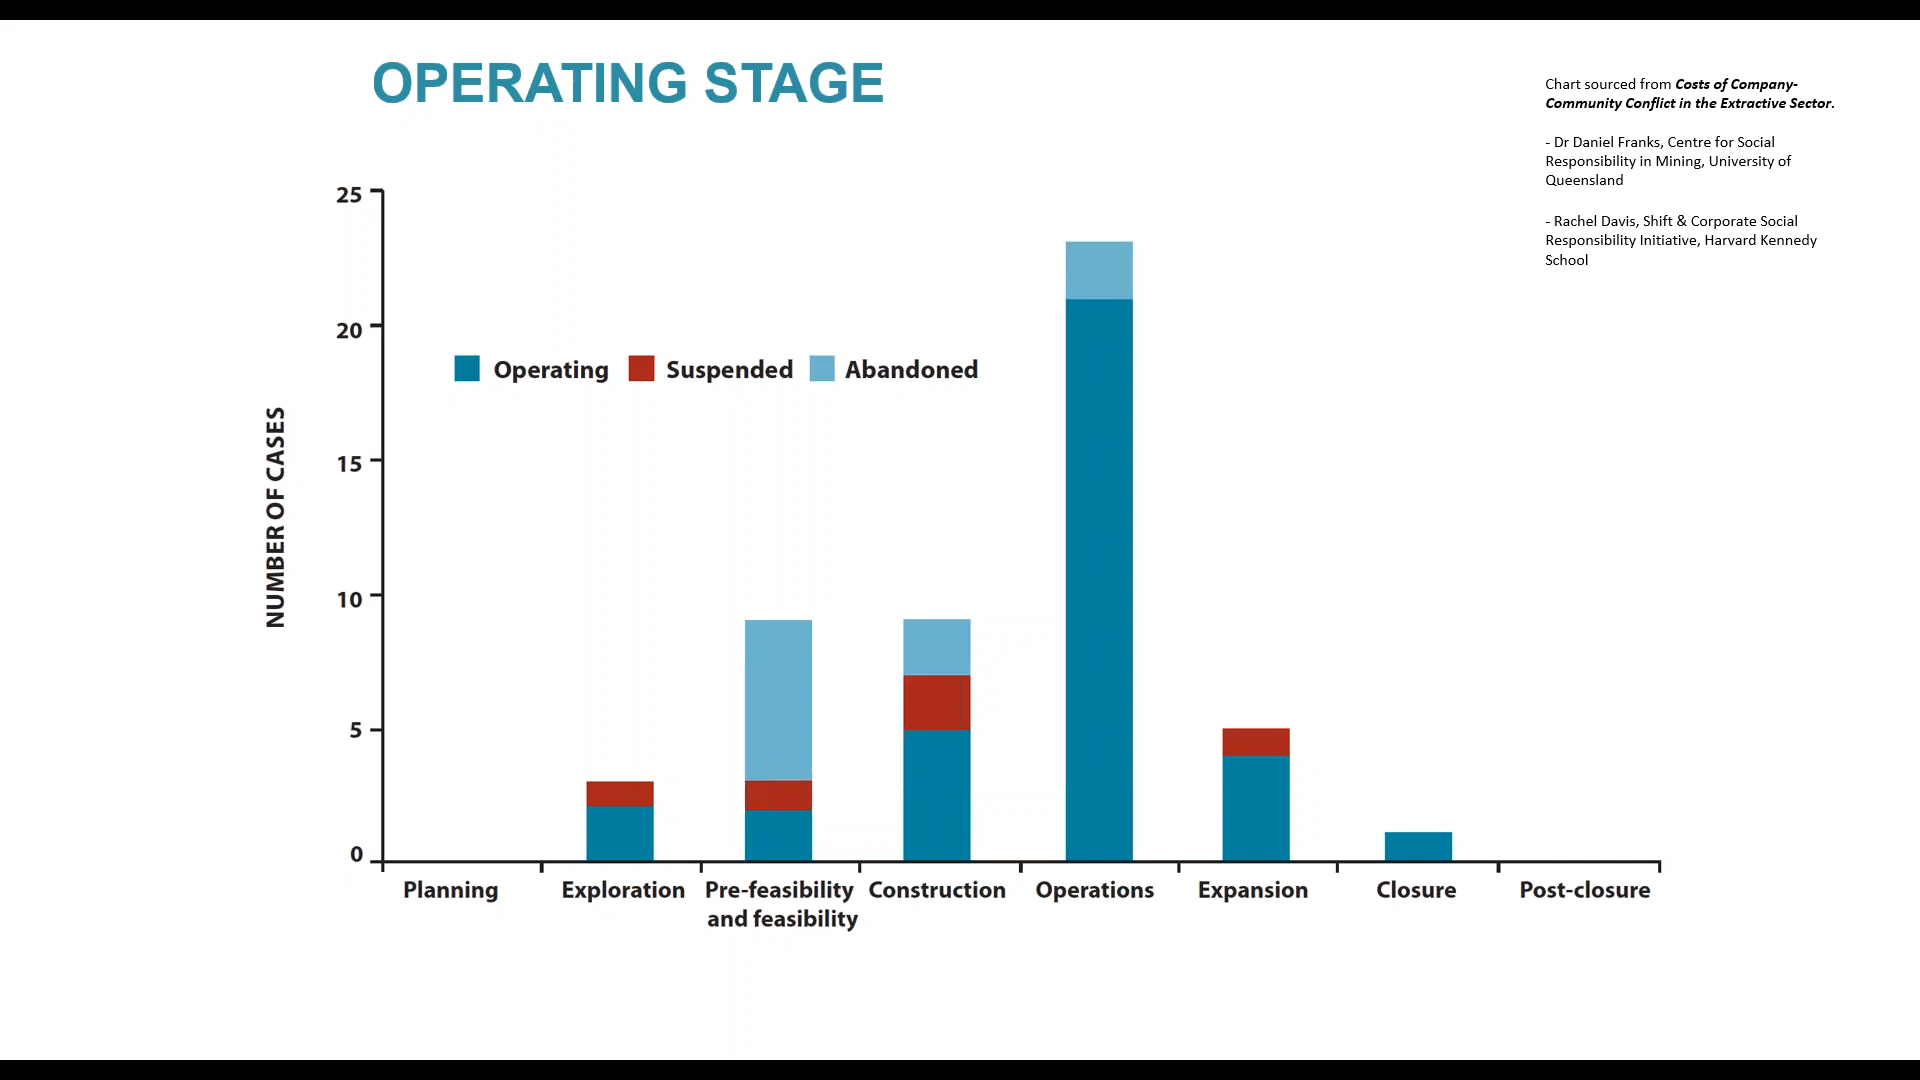 OPERATING STAGE
Chart sourced from Costs of Company-
Community Conflict in the Extractive Sector.
- Dr Daniel Franks, Centre for Social
Responsibility in Mining, University of
Queensland
- Rachel Davis, Shift & Corporate Social
Responsibility Initiative, Harvard Kennedy
School
25
20
15
10
5
0
NUMBER OF CASES
Operating Suspended Abandoned
Planning Exploration Pre-feasibility Construction Operations Expansion Closure Post-closure
and feasibility